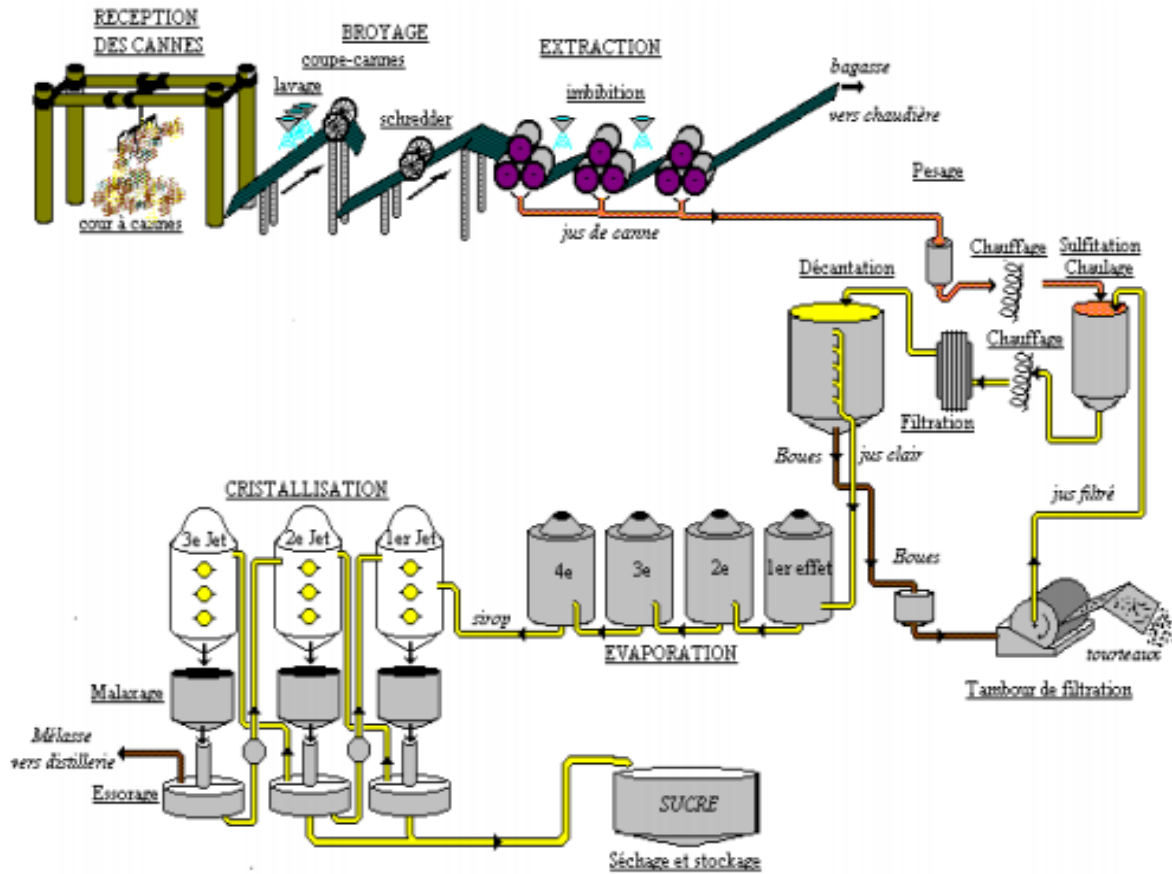 RECEPTION
DES CANNES
BROYAGE
coupe-cannes
lavage
schredder
EXTRACTION
imbibition
bagasse
vers chaudière
cour à cannes
jus de canne
Pesage
Chauffage
Sulfitation
Chaulage
Décantation
Chauffage
Filtration
Boues
jus clair
jus filtré
CRISTALLISATION
3e Jet
2e Jet
1er Jet
4e
3e
2e
1er effet
Boues
sirop
EVAPORATION
tourteaux
Tambour de filtration
Malaxage
Mélasse
vers distillerie
Essorage
SUCRE
Séchage et stockage